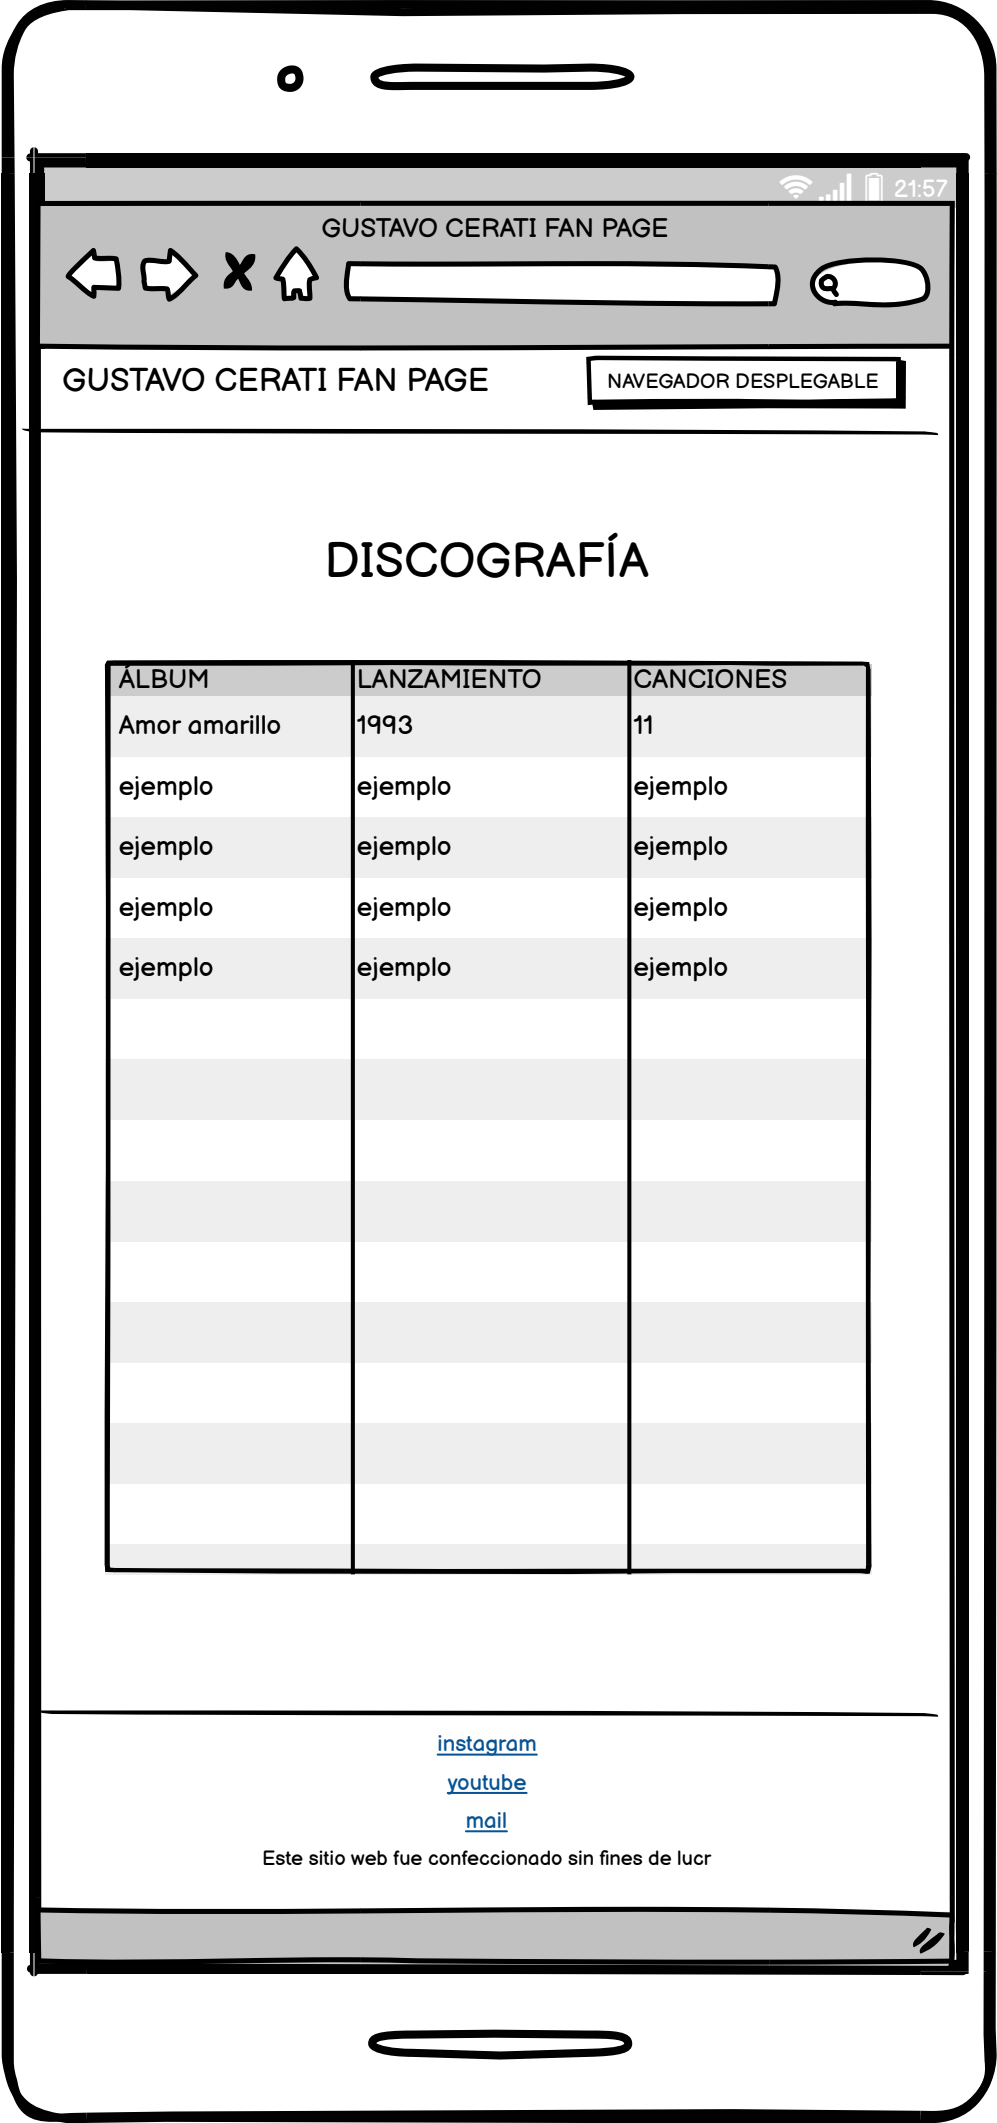 21:57
GUSTAVO CERATI FAN PAGE
GUSTAVO CERATI FAN PAGE
NAVEGADOR DESPLEGABLE
DISCOGRAFÍA
ÁLBUM LANZAMIENTO CANCIONES
Amor amarillo 1993 11
ejemplo ejemplo ejemplo
ejemplo ejemplo ejemplo
ejemplo ejemplo ejemplo
ejemplo ejemplo ejemplo
instagram
youtube
mail
Este sitio web fue confeccionado sin fines de lucr